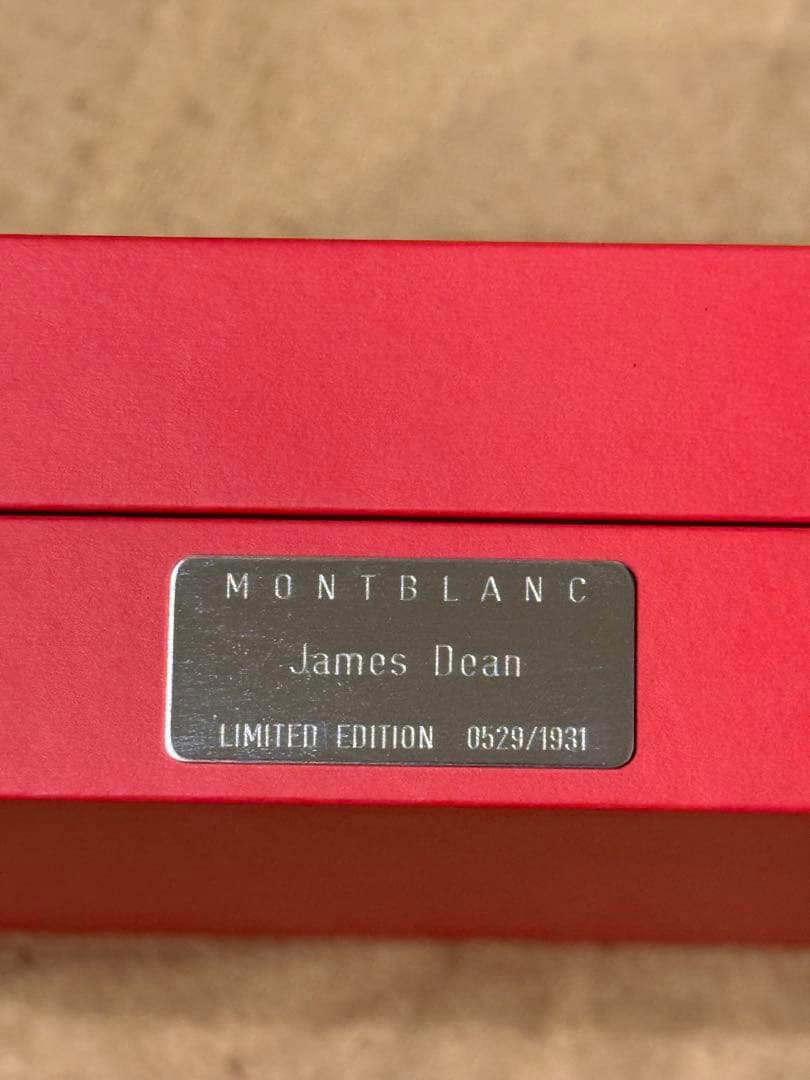 MONTBLANC
James Dean
LIMITED EDITION 0529/1931